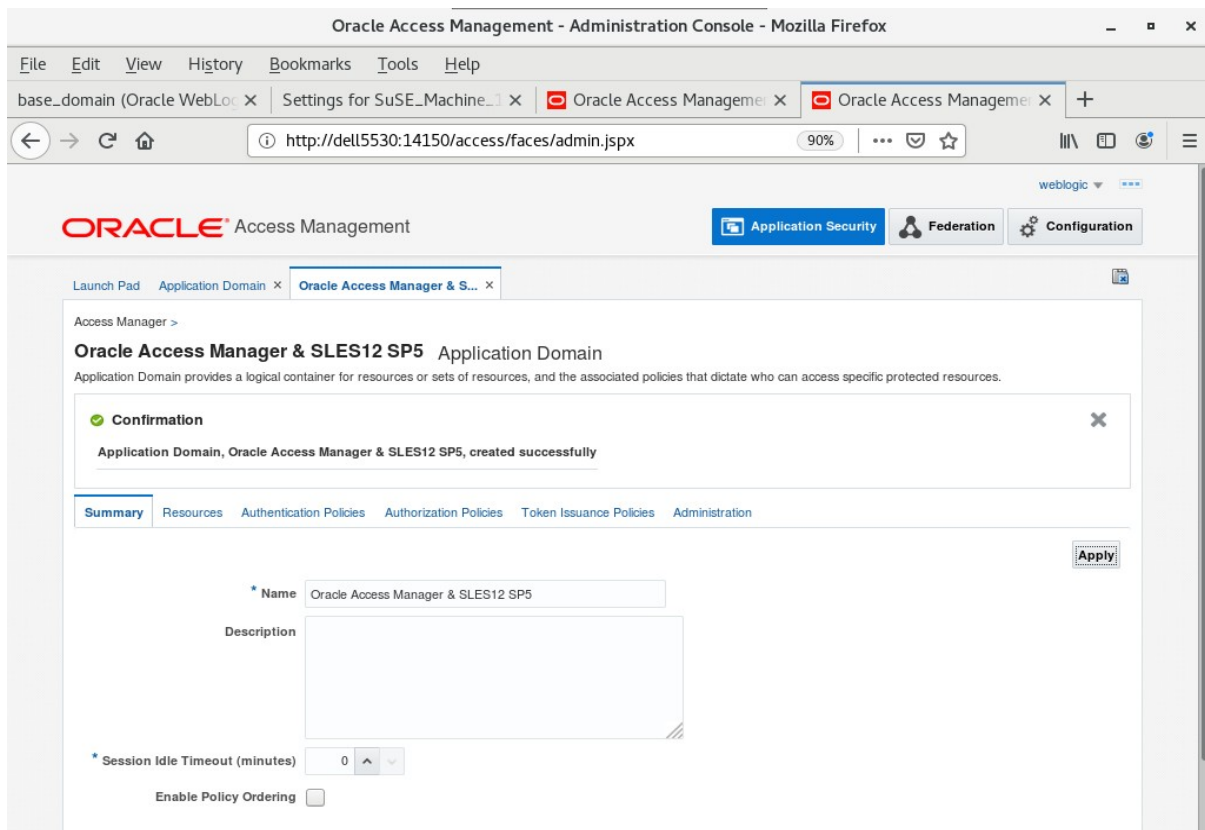 Oracle Access Management - Administration Console - Mozilla Firefox
File Edit View History Bookmarks Tools Help
base_domain (Oracle WebLog Settings for SuSE_Machine_1 Oracle Access Managemen Oracle Access Managemen
http://dell5530:14150/access/faces/admin.jspx 90%
weblogic
ORACLE Access Management Application Security Federation Configuration
Launch Pad Application Domain Oracle Access Manager & S...
Access Manager >
Oracle Access Manager & SLES12 SP5 Application Domain
Application Domain provides a logical container for resources or sets of resources, and the associated policies that dictate who can access specific protected resources.
Confirmation
Application Domain, Oracle Access Manager & SLES12 SP5, created successfully
Summary Resources Authentication Policies Authorization Policies Token Issuance Policies Administration
Apply
* Name Oracle Access Manager & SLES12 SP5
Description
* Session Idle Timeout (minutes) 0
Enable Policy Ordering